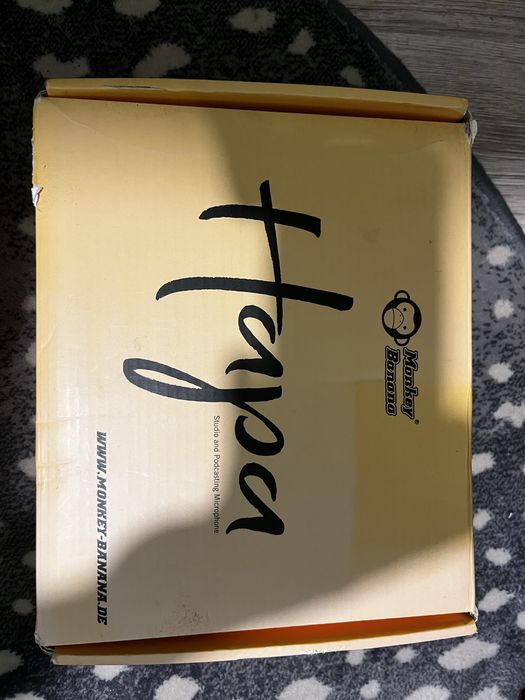 Monkey
Banana®
Hapa
Studio and Podcasting Microphone
WWW.MONKEY-BANANA.DE